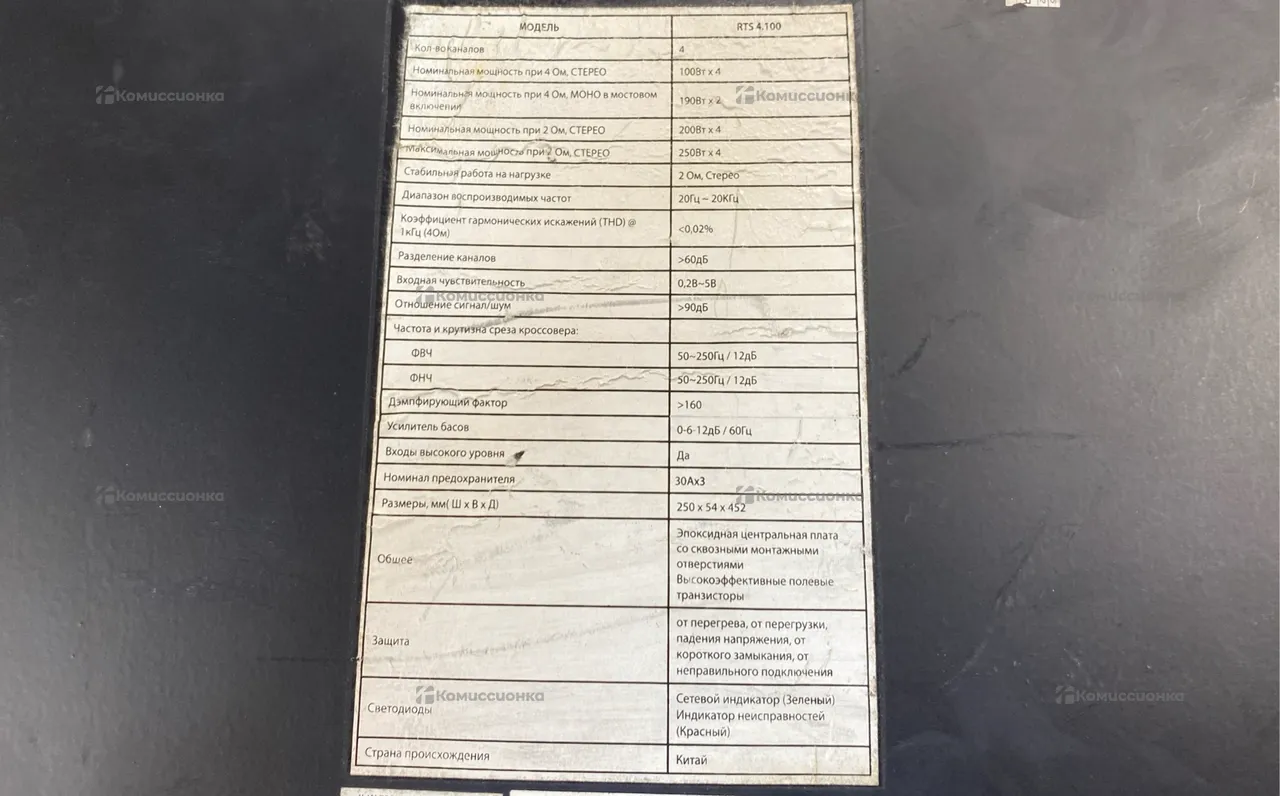 МОДЕЛЬ RTS 4.100
Кол-во каналов 4
Номинальная мощность при 4 Ом, СТЕРЕО 100Вт x 4
Номинальная мощность при 4 Ом, МОНО в мостовом
включении 190Вт x 2
Номинальная мощность при 2 Ом, СТЕРЕО 200Вт x 4
Максимальная мощность при 2 Ом, СТЕРЕО 250Вт x 4
Стабильная работа на нагрузке 2 Ом, Стерео
Диапазон воспроизводимых частот 20Гц ~ 20КГц
Коэффициент гармонических искажений (THD) @
1кГц (4Ом) <0,02%
Разделение каналов >60дБ
Входная чувствительность 0,2В~5В
Отношение сигнал/шум >90дБ
Частота и крутизна среза кроссовера:
ФВЧ 50~250Гц / 12дБ
ФНЧ 50~250Гц / 12дБ
Дэмпфирующий фактор >160
Усилитель басов 0-6-12дБ / 60Гц
Входы высокого уровня Да
Номинал предохранителя 30Ах3
Размеры, мм( Ш х В х Д) 250 x 54 x 452
Общее
Эпоксидная центральная плата
со сквозными монтажными
отверстиями
Высокоэффективные полевые
транзисторы
Защита
от перегрева, от перегрузки,
падения напряжения, от
короткого замыкания, от
неправильного подключения
Светодиоды
Сетевой индикатор (Зеленый)
Индикатор неисправностей
(Красный)
Страна происхождения Китай
Комиссионка
Комиссионка
Комиссионка
Комиссионка
Комиссионка
Комиссионка
Комиссионка